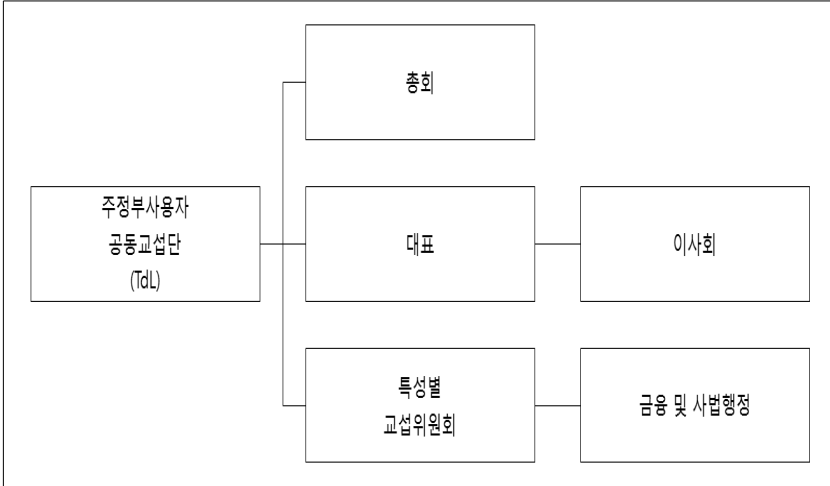 총회
주정부사용자
공동교섭단
(TdL)
대표
이사회
특성별
교섭위원회
금융 및 사법행정